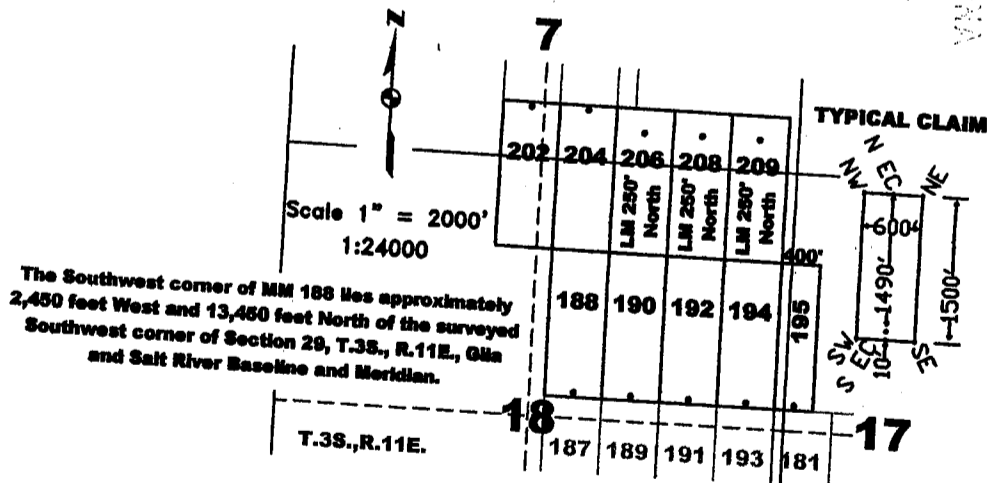 N
7
TYPICAL CLAIM
202 204 206 208 209
LM 250' North
LM 250' North
LM 250' North
Scale 1" = 2000'
1:24000
400'
N EC
NW
NE
600'
1490'
1500'
10'
SW
S EC
SE
The Southwest corner of MM 188 lies approximately
2,450 feet West and 13,450 feet North of the surveyed
Southwest corner of Section 29, T.3S., R.11E., Gila
and Salt River Baseline and Meridian.
188 190 192 194 195
18
17
T.3S.,R.11E.
187 189 191 193 181